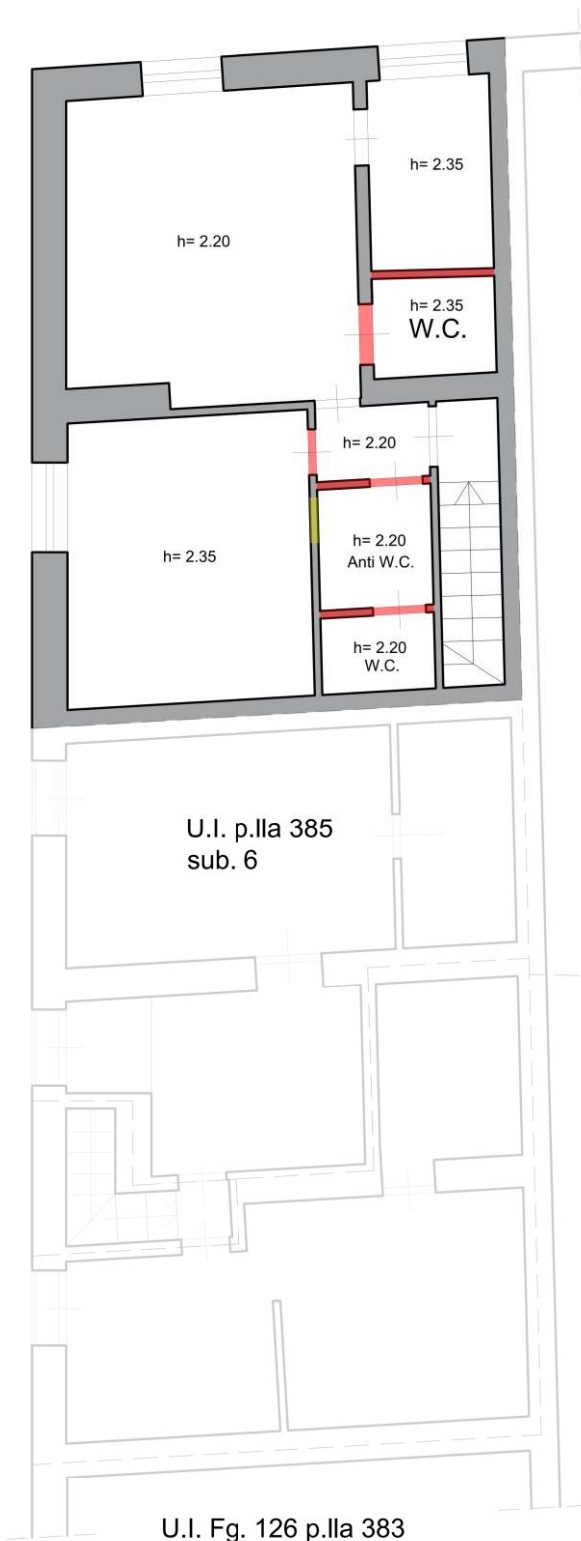 h= 2.35
h= 2.20
h= 2.35
W.C.
h= 2.20
h= 2.35
h= 2.20
Anti W.C.
h= 2.20
W.C.
U.I. p.lla 385
sub. 6
U.I. Fg. 126 p.lla 383